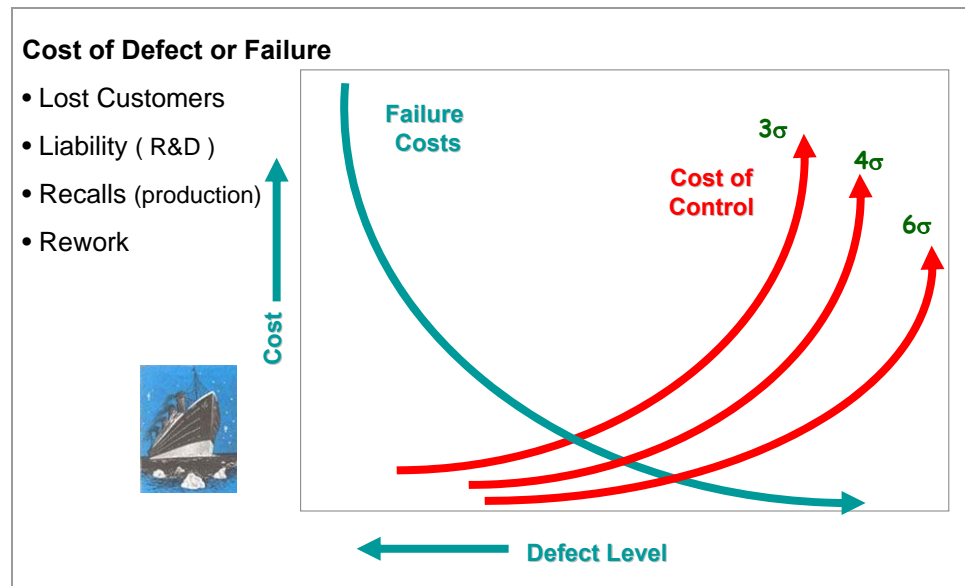 Cost of Defect or Failure
• Lost Customers
• Liability ( R&D )
• Recalls (production)
• Rework
Failure
Costs
Cost of
Control
3σ
4σ
6σ
Cost
Defect Level